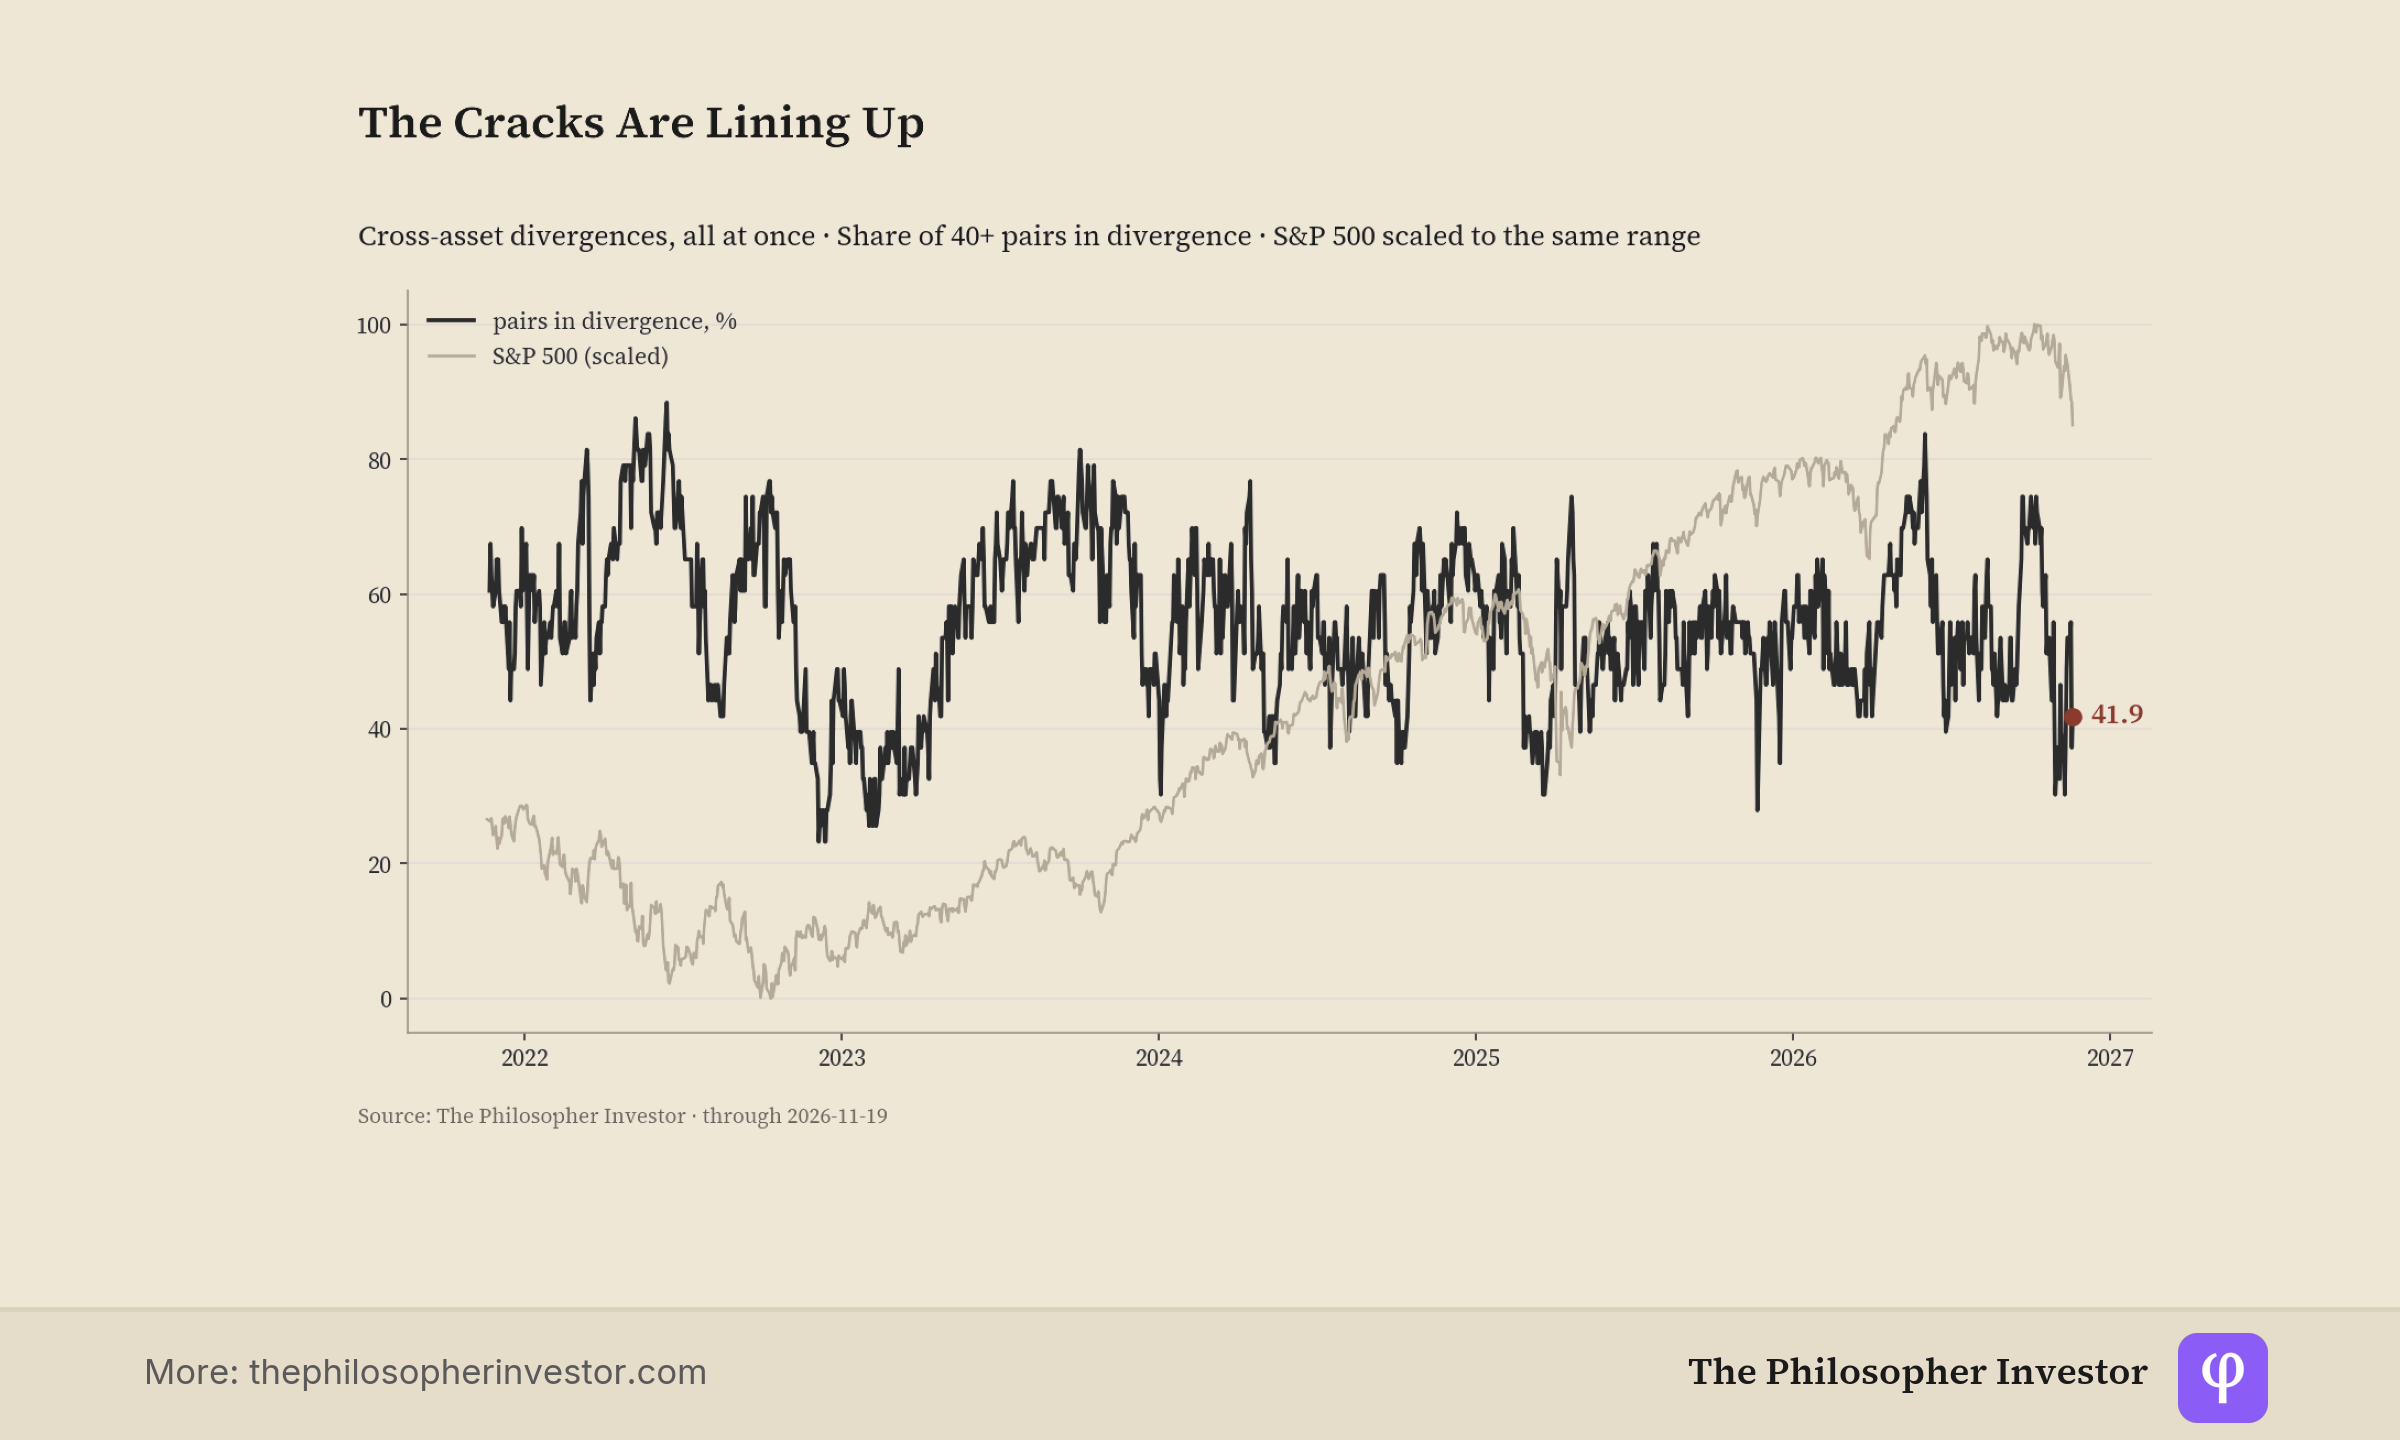 The Cracks Are Lining Up
Cross-asset divergences, all at once · Share of 40+ pairs in divergence · S&P 500 scaled to the same range
pairs in divergence, %
S&P 500 (scaled)
100
80
60
40
20
0
41.9
2022
2023
2024
2025
2026
2027
Source: The Philosopher Investor · through 2026-11-19
More: thephilosopherinvestor.com
The Philosopher Investor
φ